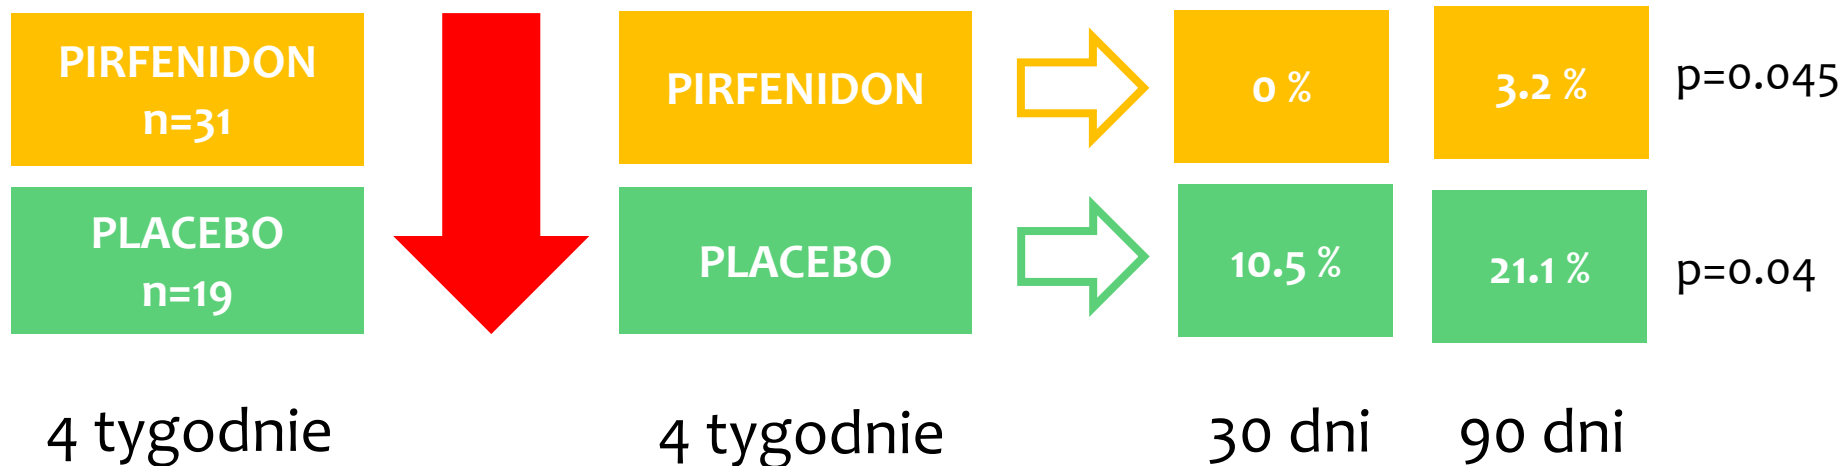 PIRFENIDON
n=31
PIRFENIDON
0 %
3.2 %
p=0.045
PLACEBO
n=19
PLACEBO
10.5 %
21.1 %
p=0.04
4 tygodnie
4 tygodnie
30 dni
90 dni